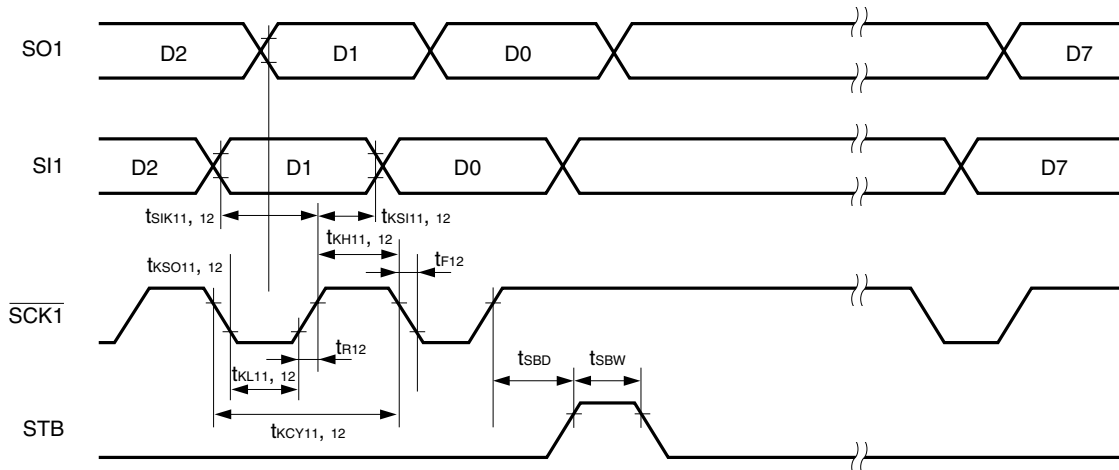 SO1
D2
D1
D0
D7
SI1
D2
D1
D0
D7
tSIK11, 12
tKSI11, 12
tKH11, 12
tKSO11, 12
tF12
SCK1
tR12
tKL11, 12
tSBD
tSBW
tKCY11, 12
STB